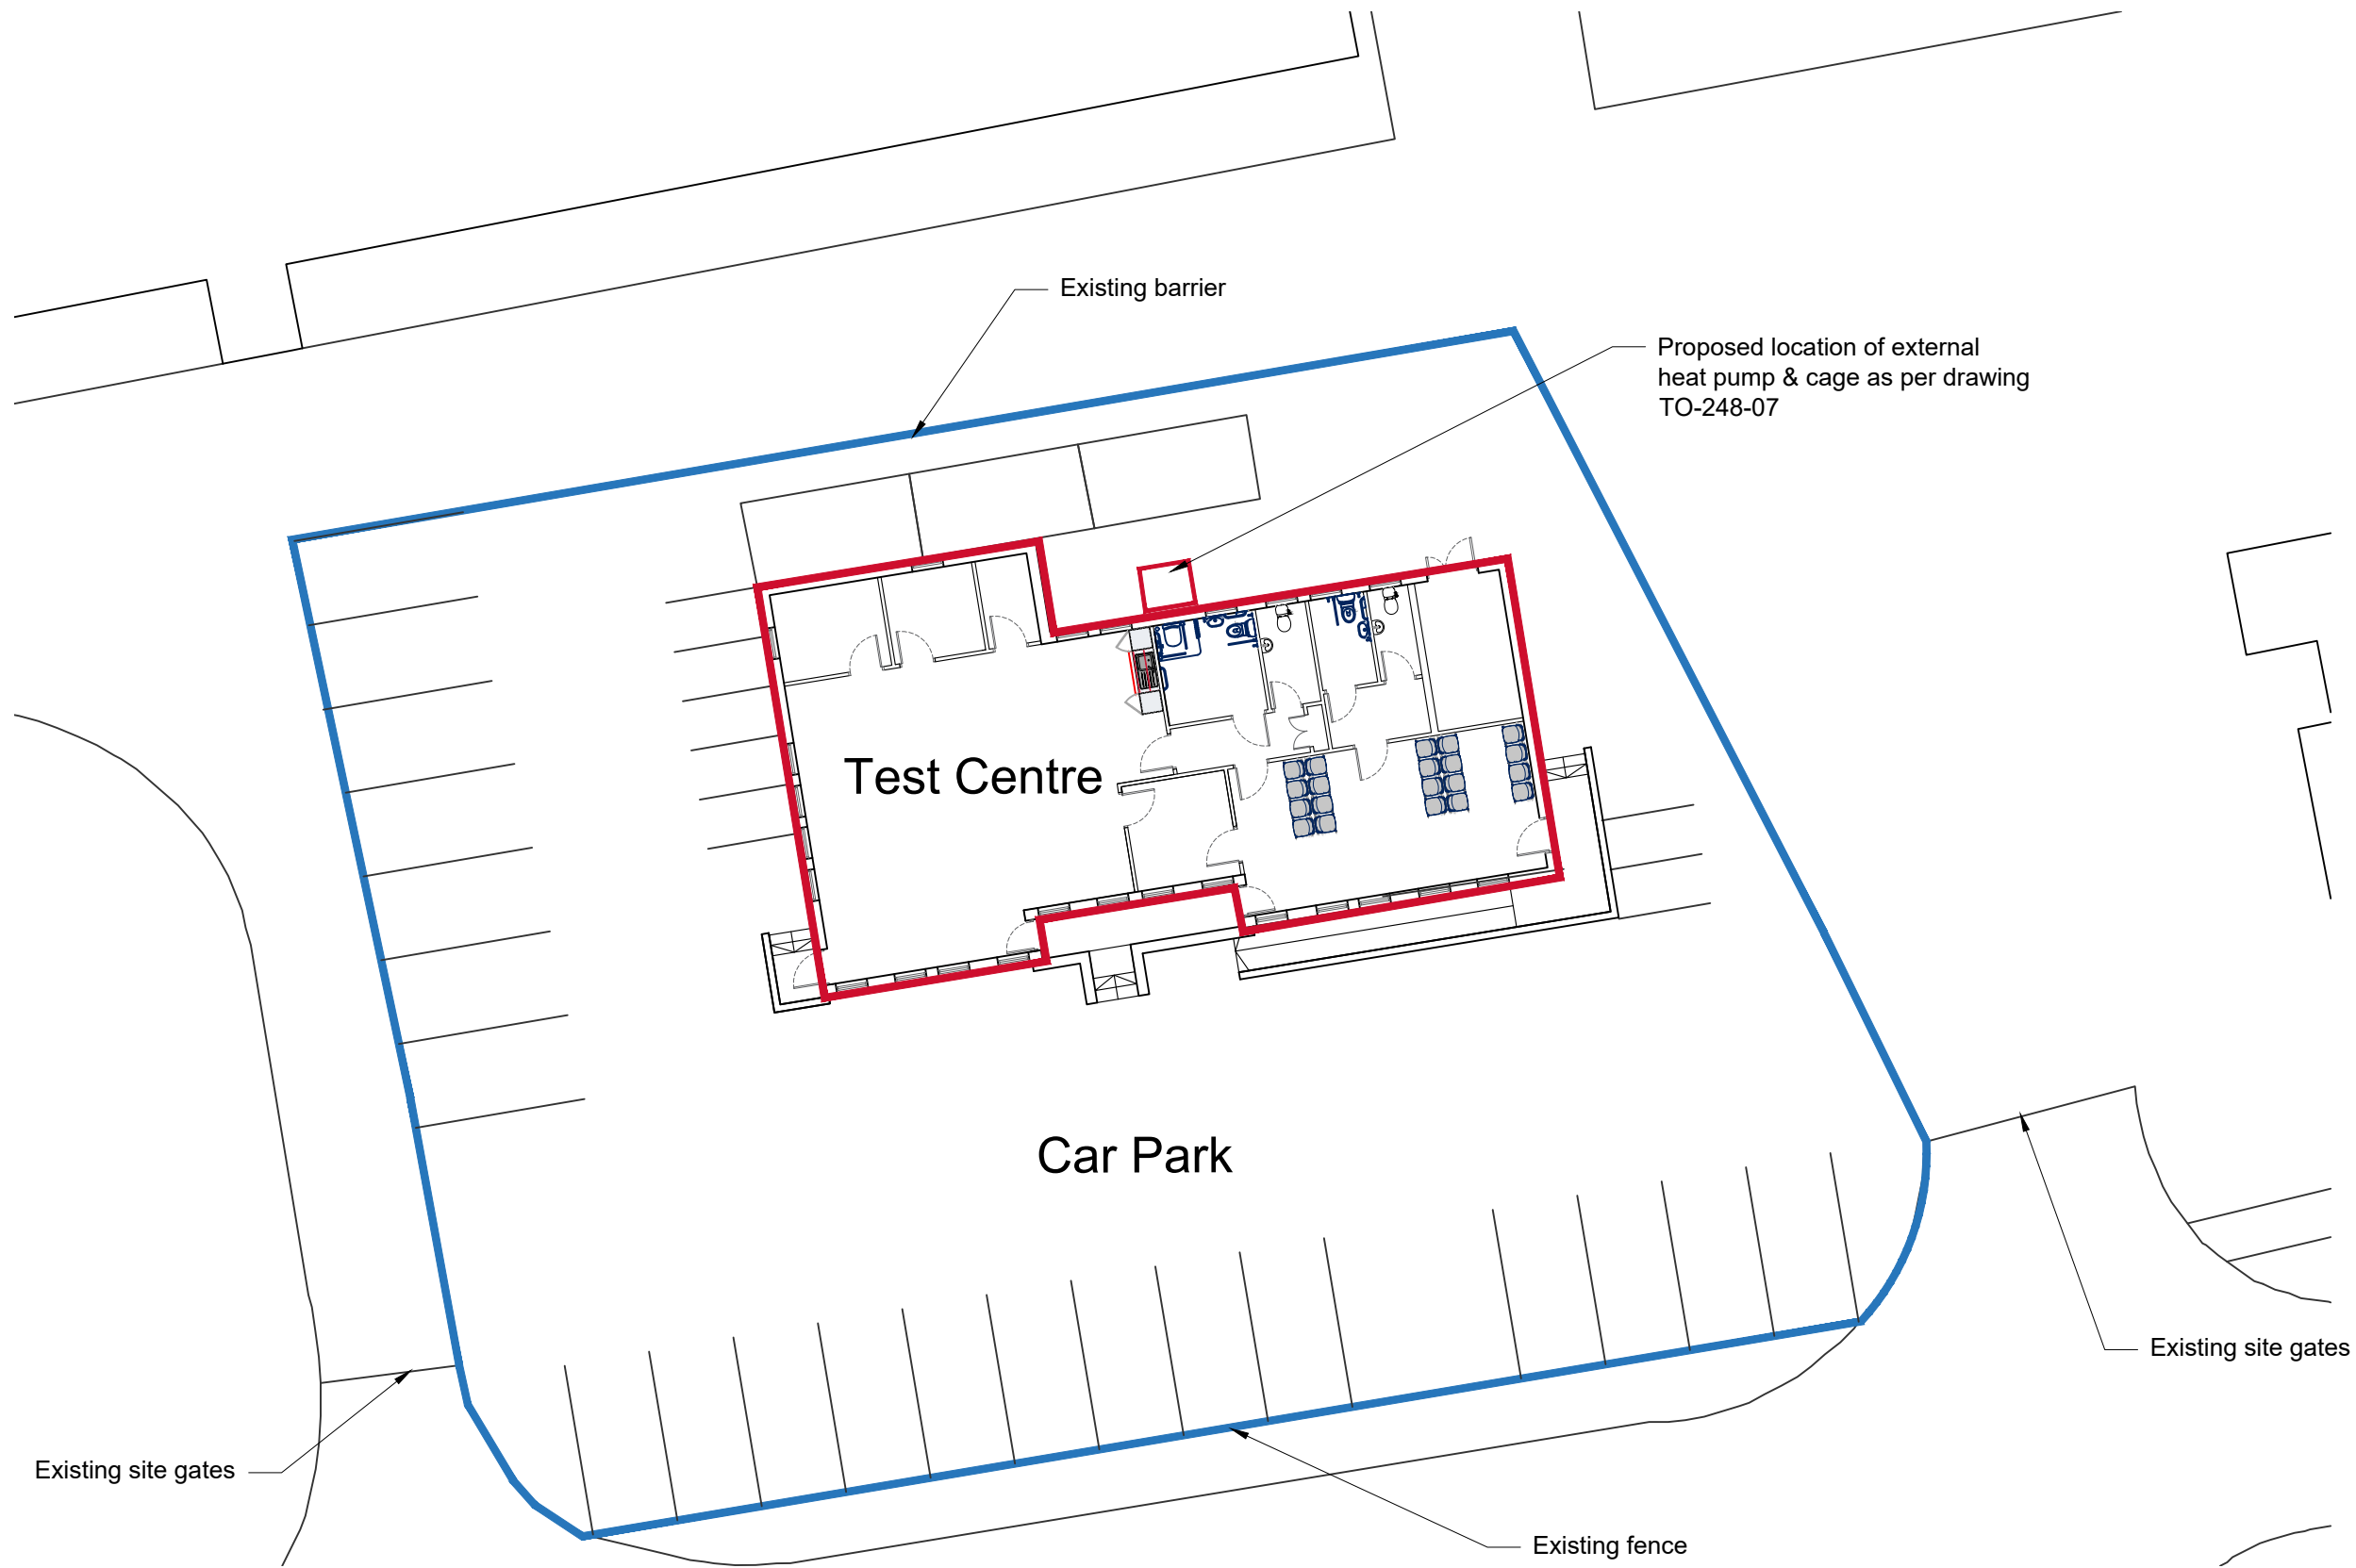 Existing barrier
Proposed location of external
heat pump & cage as per drawing
TO-248-07
Test Centre
Car Park
Existing site gates
Existing site gates
Existing fence